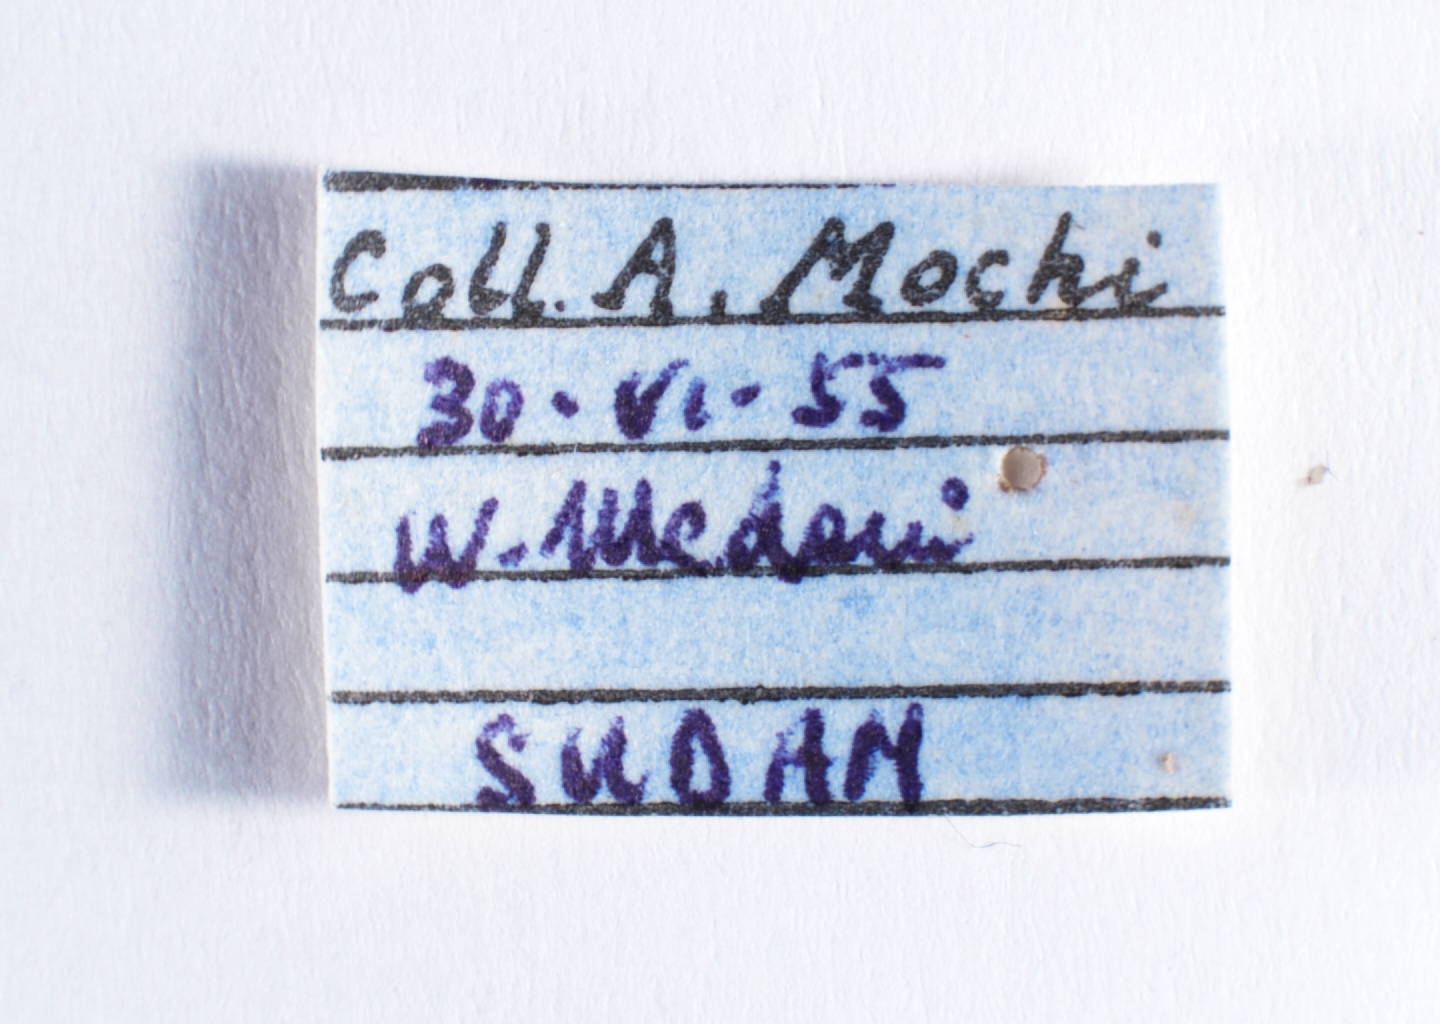 Coll. A. Mochi
30 · VI · 55
W. Medani
SUDAN